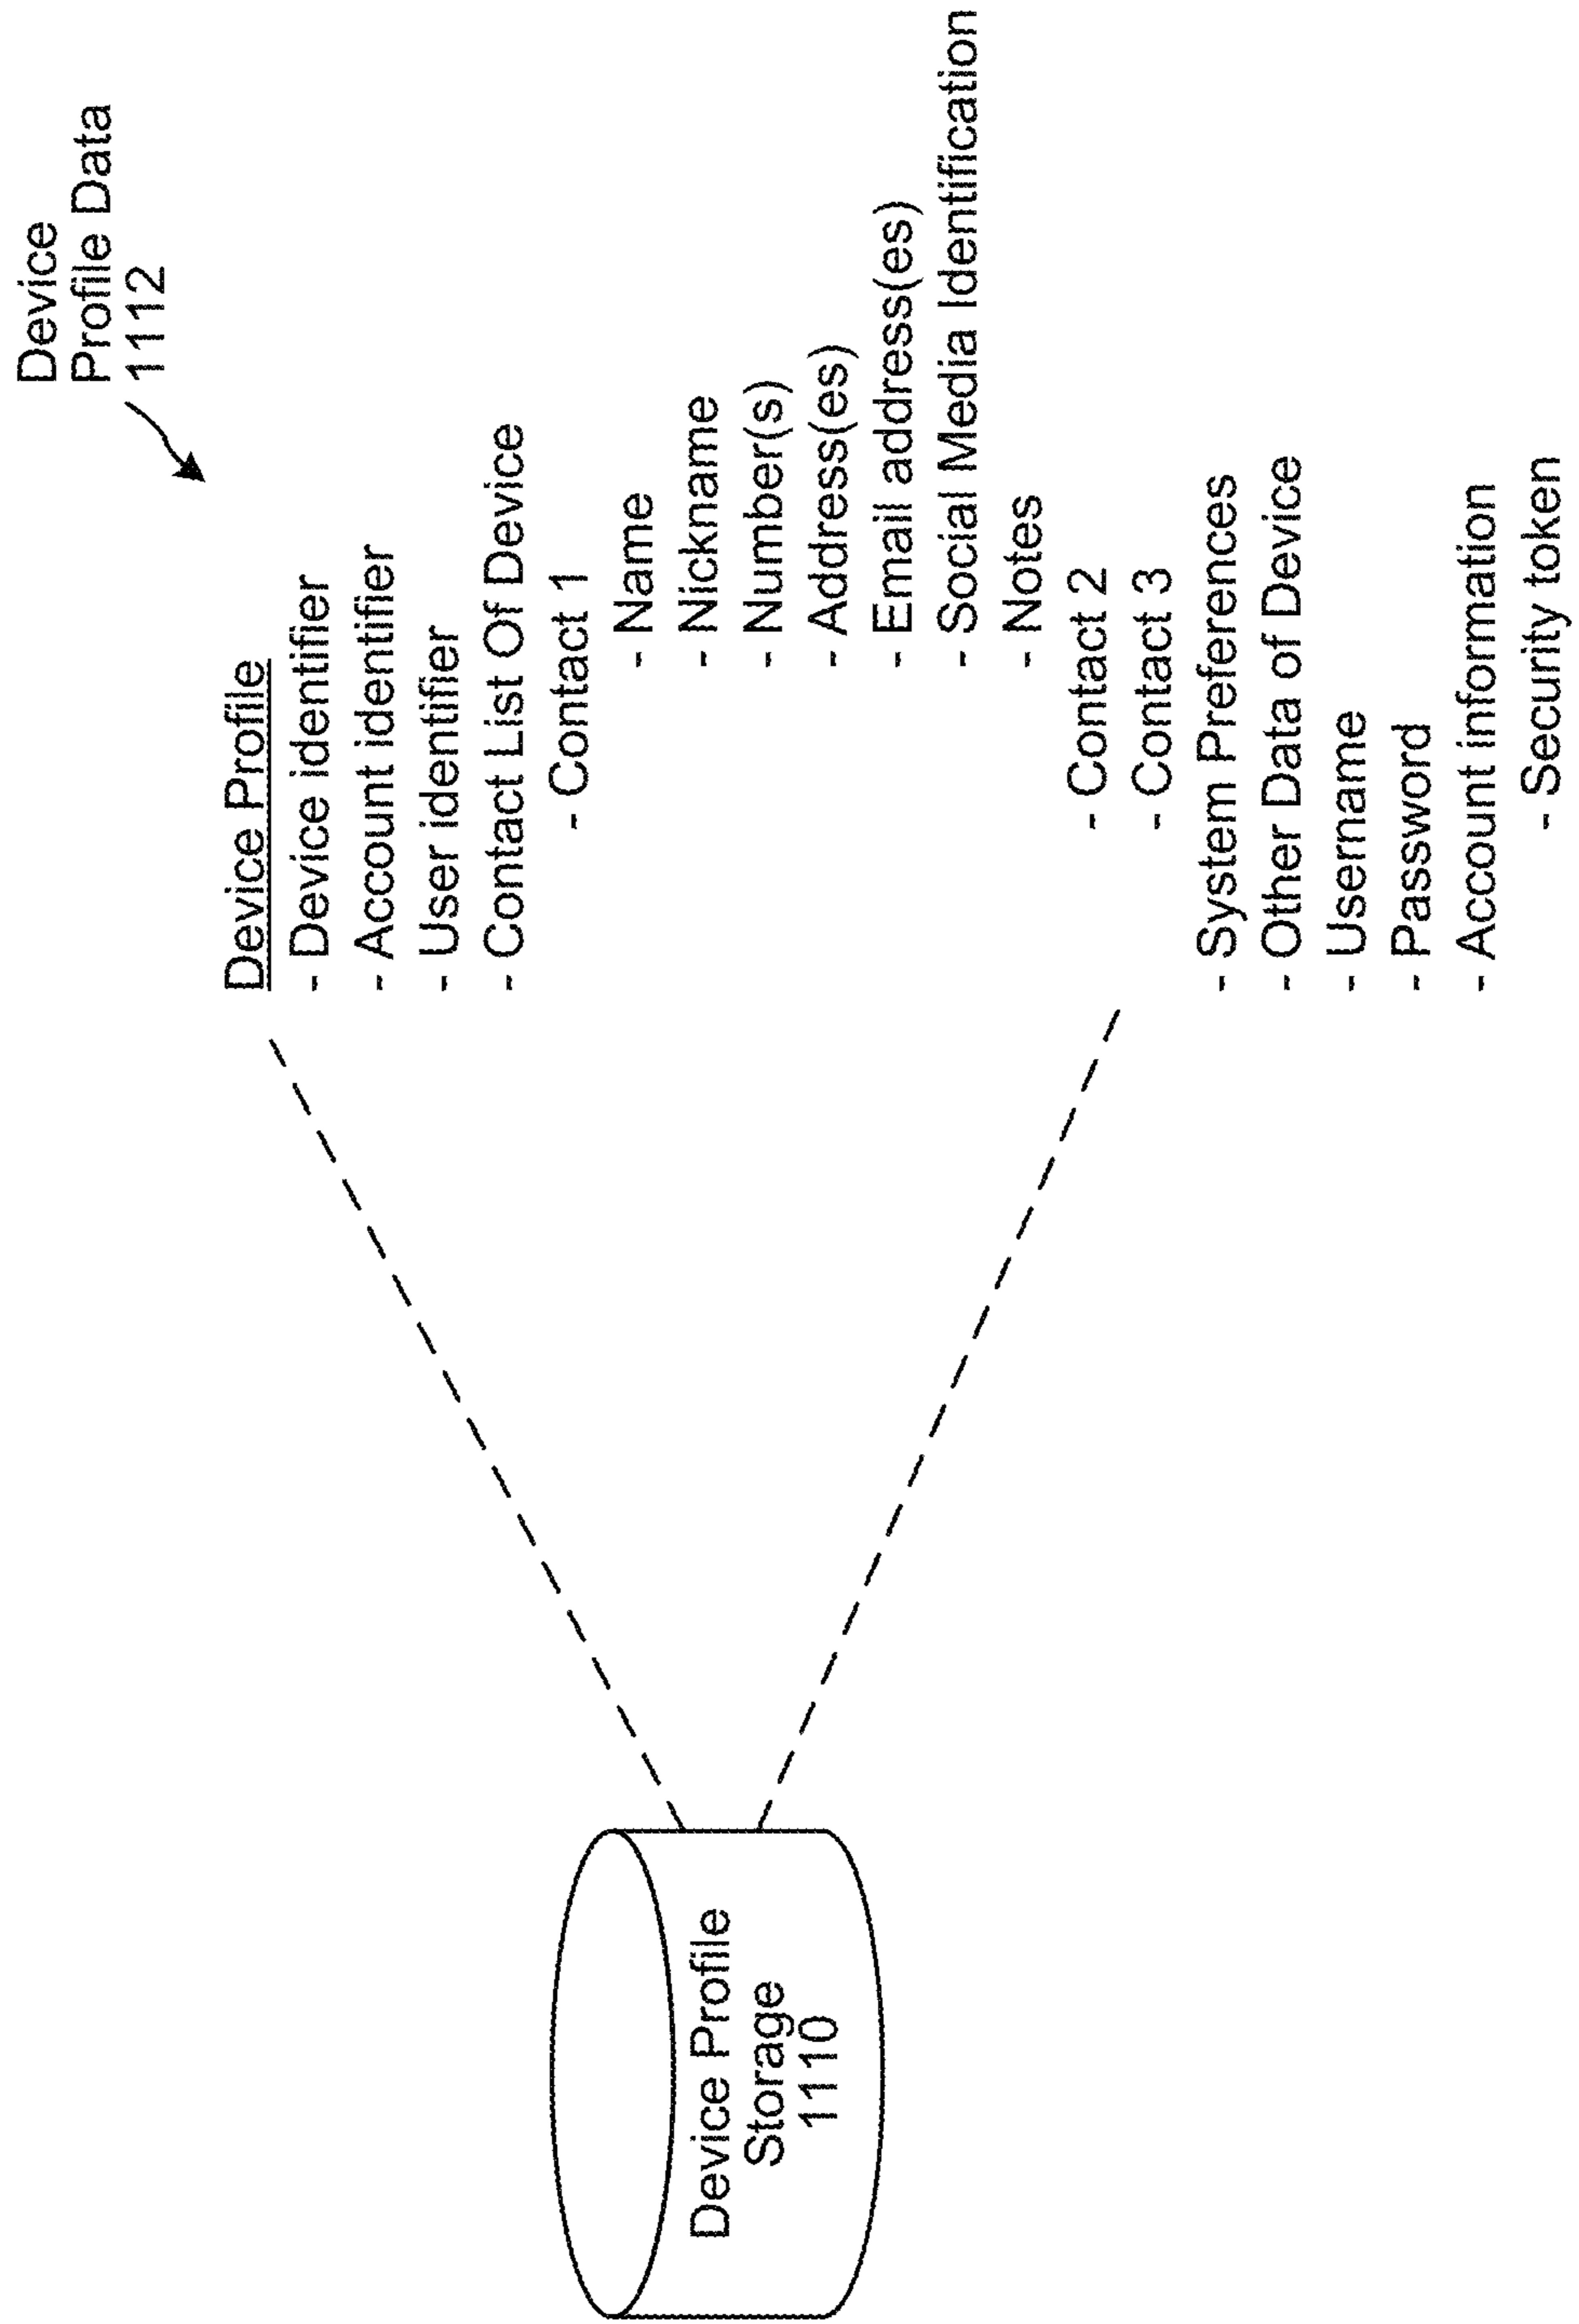 Device
Profile Data
1112
Device Profile
- Device identifier
- Account identifier
- User identifier
- Contact List Of Device
- Contact 1
- Name
- Nickname
- Number(s)
- Address(es)
- Email address(es)
- Social Media Identification
- Notes
- Contact 2
- Contact 3
- System Preferences
- Other Data of Device
- Username
- Password
- Account information
- Security token
Device Profile
Storage
1110